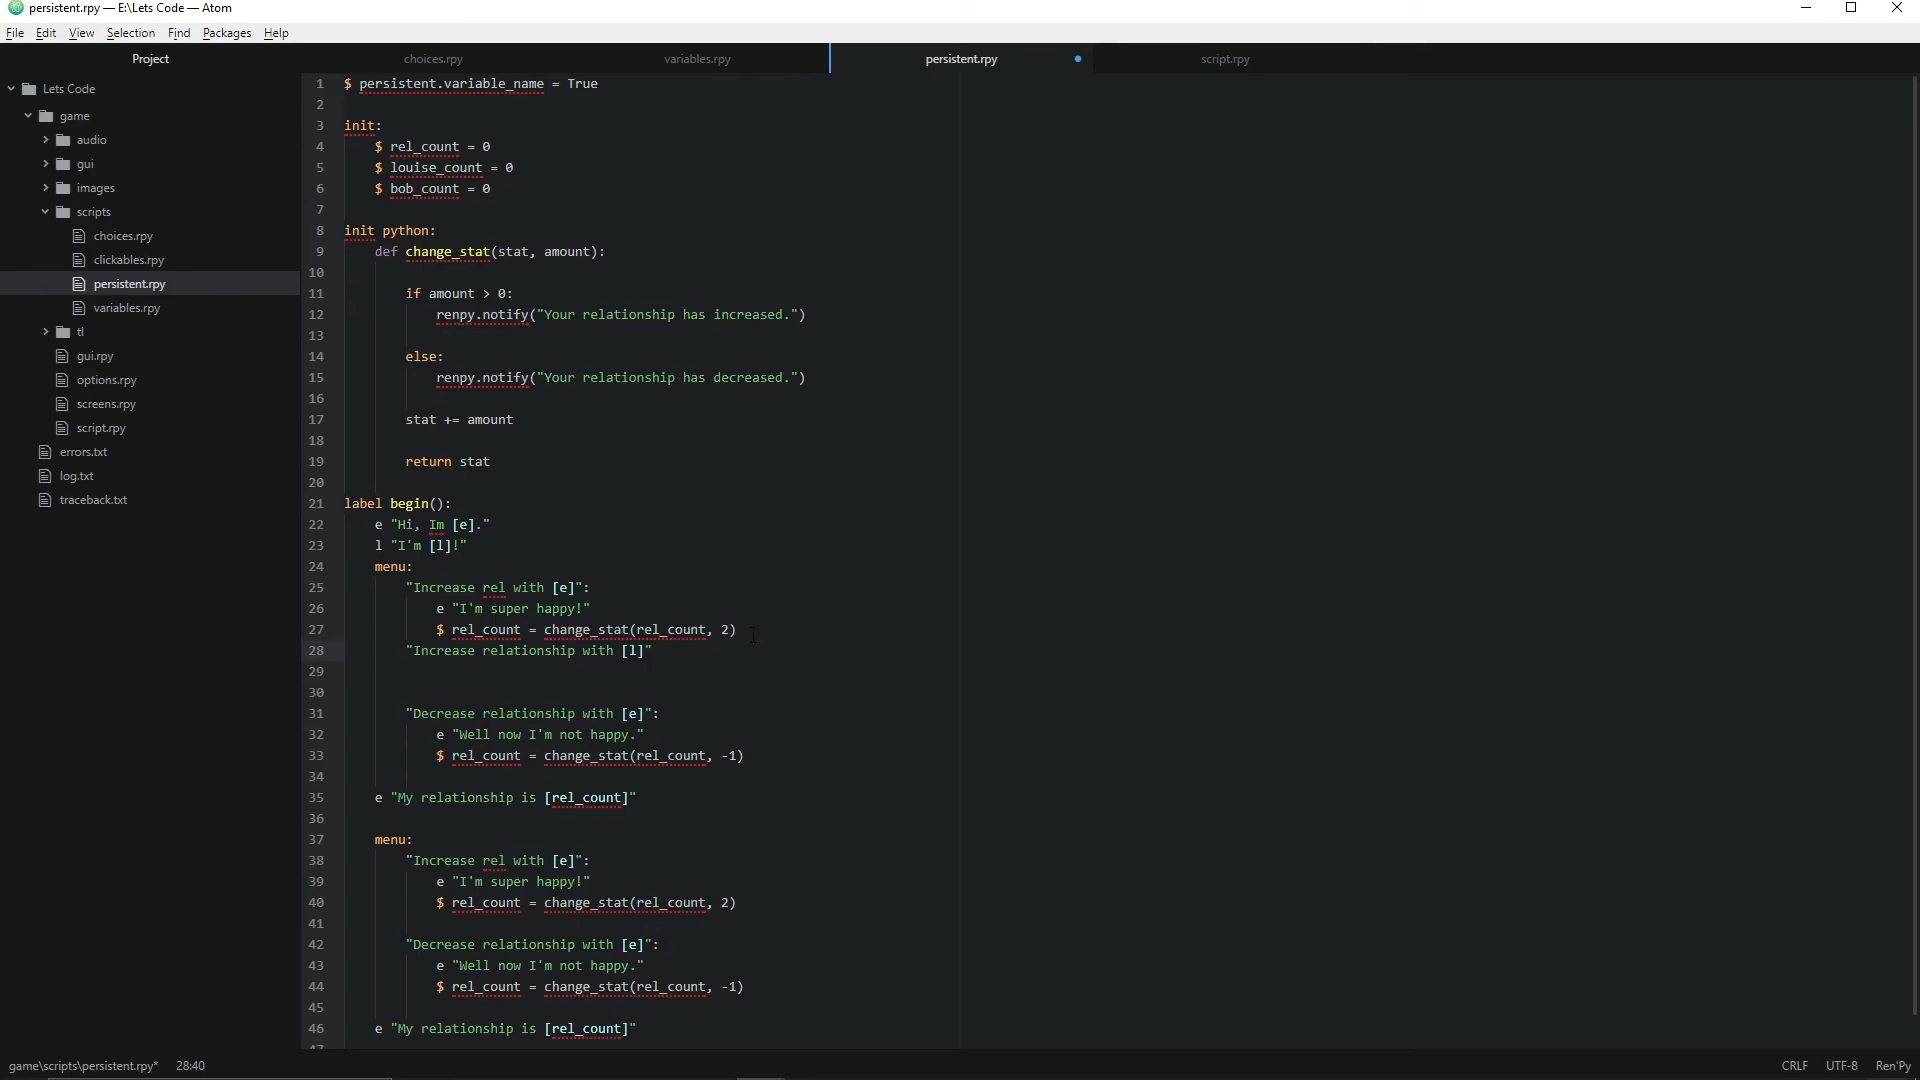 persistent.rpy — E:\Lets Code — Atom
File Edit View Selection Find Packages Help
Project
choices.rpy variables.rpy persistent.rpy script.rpy
Lets Code
game
audio
gui
images
scripts
choices.rpy
clickables.rpy
persistent.rpy
variables.rpy
tl
gui.rpy
options.rpy
screens.rpy
script.rpy
errors.txt
log.txt
traceback.txt
1 $ persistent.variable_name = True
2
3 init:
4 $ rel_count = 0
5 $ louise_count = 0
6 $ bob_count = 0
7
8 init python:
9 def change_stat(stat, amount):
10
11 if amount > 0:
12 renpy.notify("Your relationship has increased.")
13
14 else:
15 renpy.notify("Your relationship has decreased.")
16
17 stat += amount
18
19 return stat
20
21 label begin():
22 e "Hi, Im [e]."
23 l "I'm [l]!"
24 menu:
25 "Increase rel with [e]":
26 e "I'm super happy!"
27 $ rel_count = change_stat(rel_count, 2)
28 "Increase relationship with [l]"
29
30
31 "Decrease relationship with [e]":
32 e "Well now I'm not happy."
33 $ rel_count = change_stat(rel_count, -1)
34
35 e "My relationship is [rel_count]"
36
37 menu:
38 "Increase rel with [e]":
39 e "I'm super happy!"
40 $ rel_count = change_stat(rel_count, 2)
41
42 "Decrease relationship with [e]":
43 e "Well now I'm not happy."
44 $ rel_count = change_stat(rel_count, -1)
45
46 e "My relationship is [rel_count]"
47
game\scripts\persistent.rpy* 28:40 CRLF UTF-8 Ren'Py